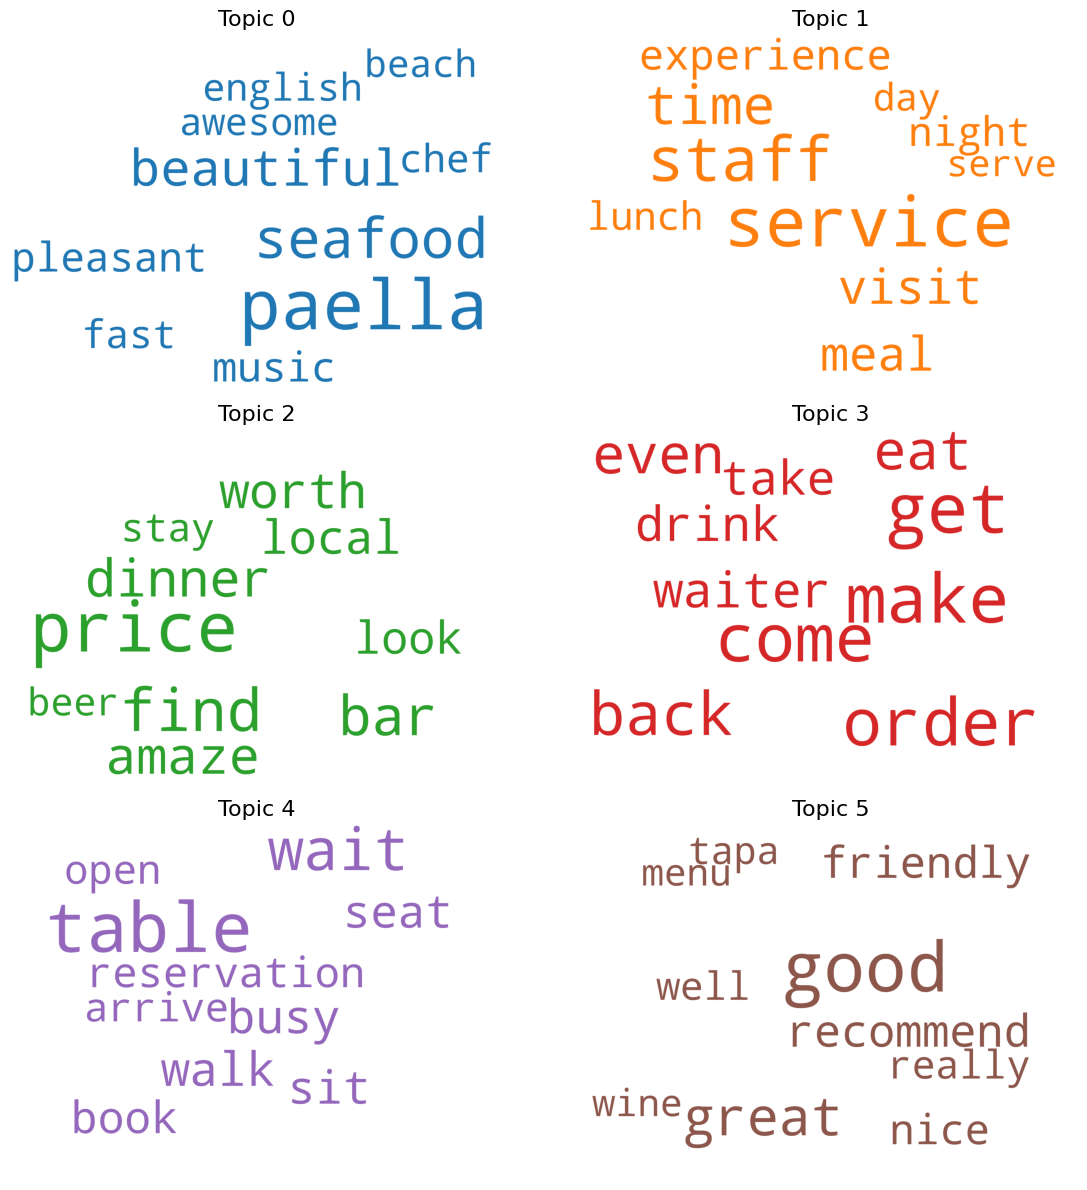 Topic 0
beach
english
awesome
beautiful
chef
seafood
pleasant
paella
fast
music
Topic 1
experience
time
day
night
staff
serve
lunch
service
visit
meal
Topic 2
worth
stay
local
dinner
price
look
beer
find
bar
amaze
Topic 3
even
take
eat
get
drink
waiter
make
come
back
order
Topic 4
wait
open
table
seat
reservation
arrive
busy
walk
sit
book
Topic 5
tapa
menu
friendly
good
well
recommend
really
wine
great
nice